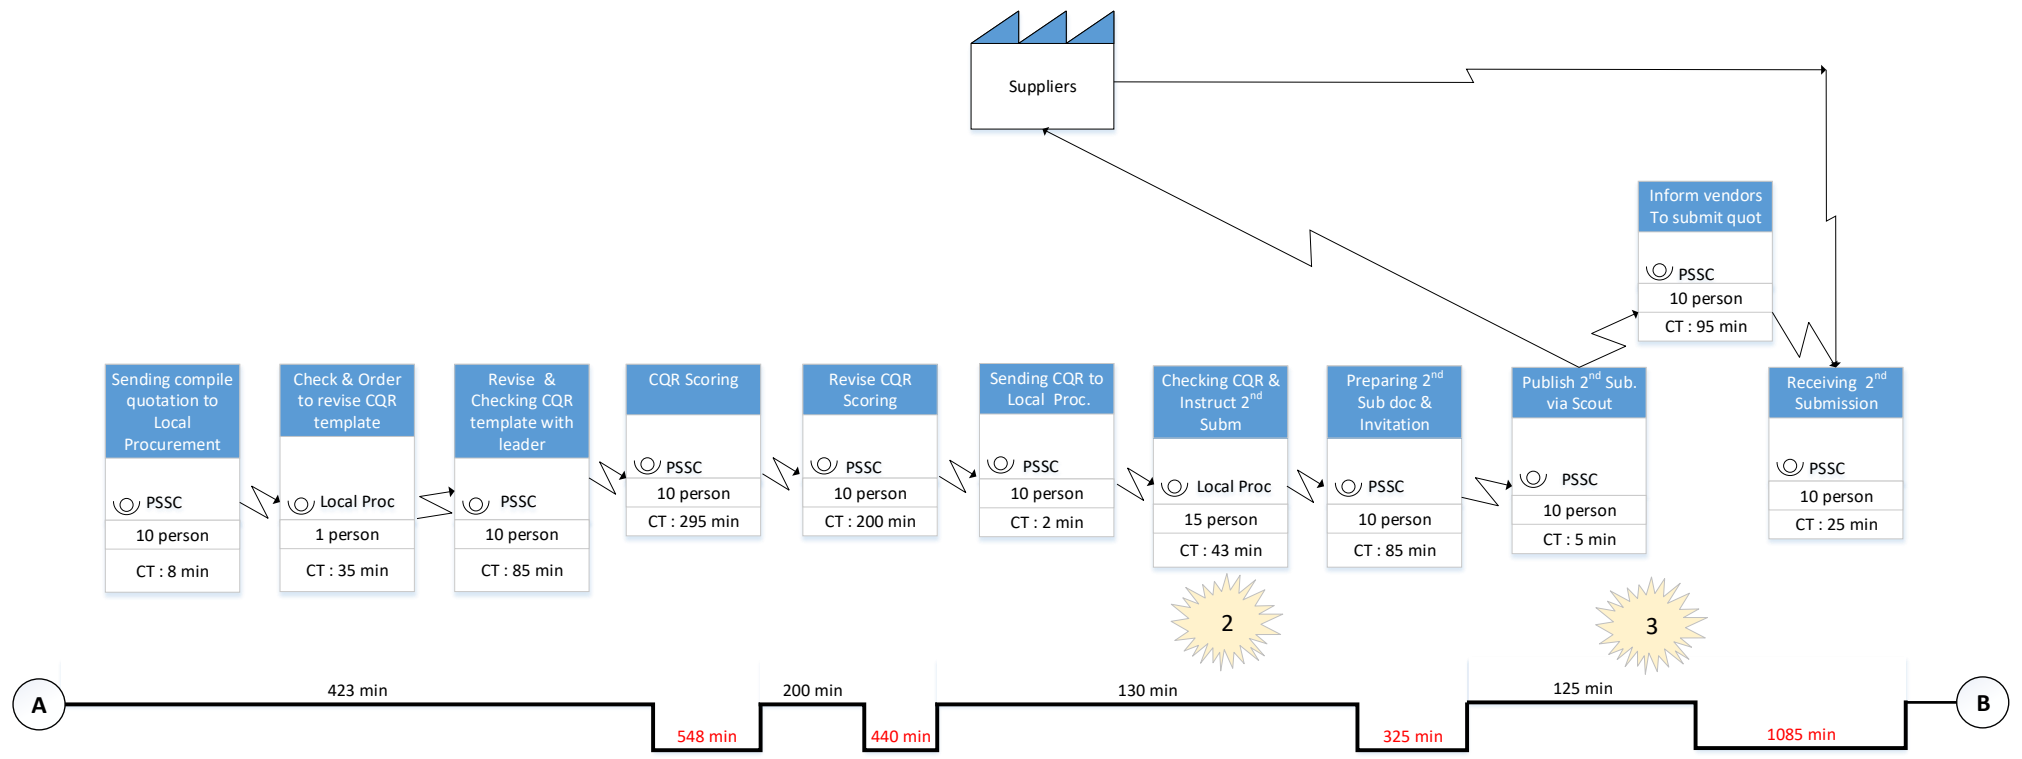 Suppliers
Inform vendors
To submit quot
PSSC
10 person
CT : 95 min
Sending compile
quotation to
Local
Procurement
PSSC
10 person
CT : 8 min
Check & Order
to revise CQR
template
Local Proc
1 person
CT : 35 min
Revise & 
Checking CQR
template with
leader
PSSC
10 person
CT : 85 min
CQR Scoring
PSSC
10 person
CT : 295 min
Revise CQR
Scoring
PSSC
10 person
CT : 200 min
Sending CQR to
Local Proc.
PSSC
10 person
CT : 2 min
Checking CQR &
Instruct 2nd
Subm
Local Proc
15 person
CT : 43 min
Preparing 2nd
Sub doc &
Invitation
PSSC
10 person
CT : 85 min
Publish 2nd Sub.
via Scout
PSSC
10 person
CT : 5 min
Receiving 2nd
Submission
PSSC
10 person
CT : 25 min
2
3
A
423 min
548 min
200 min
440 min
130 min
325 min
125 min
1085 min
B